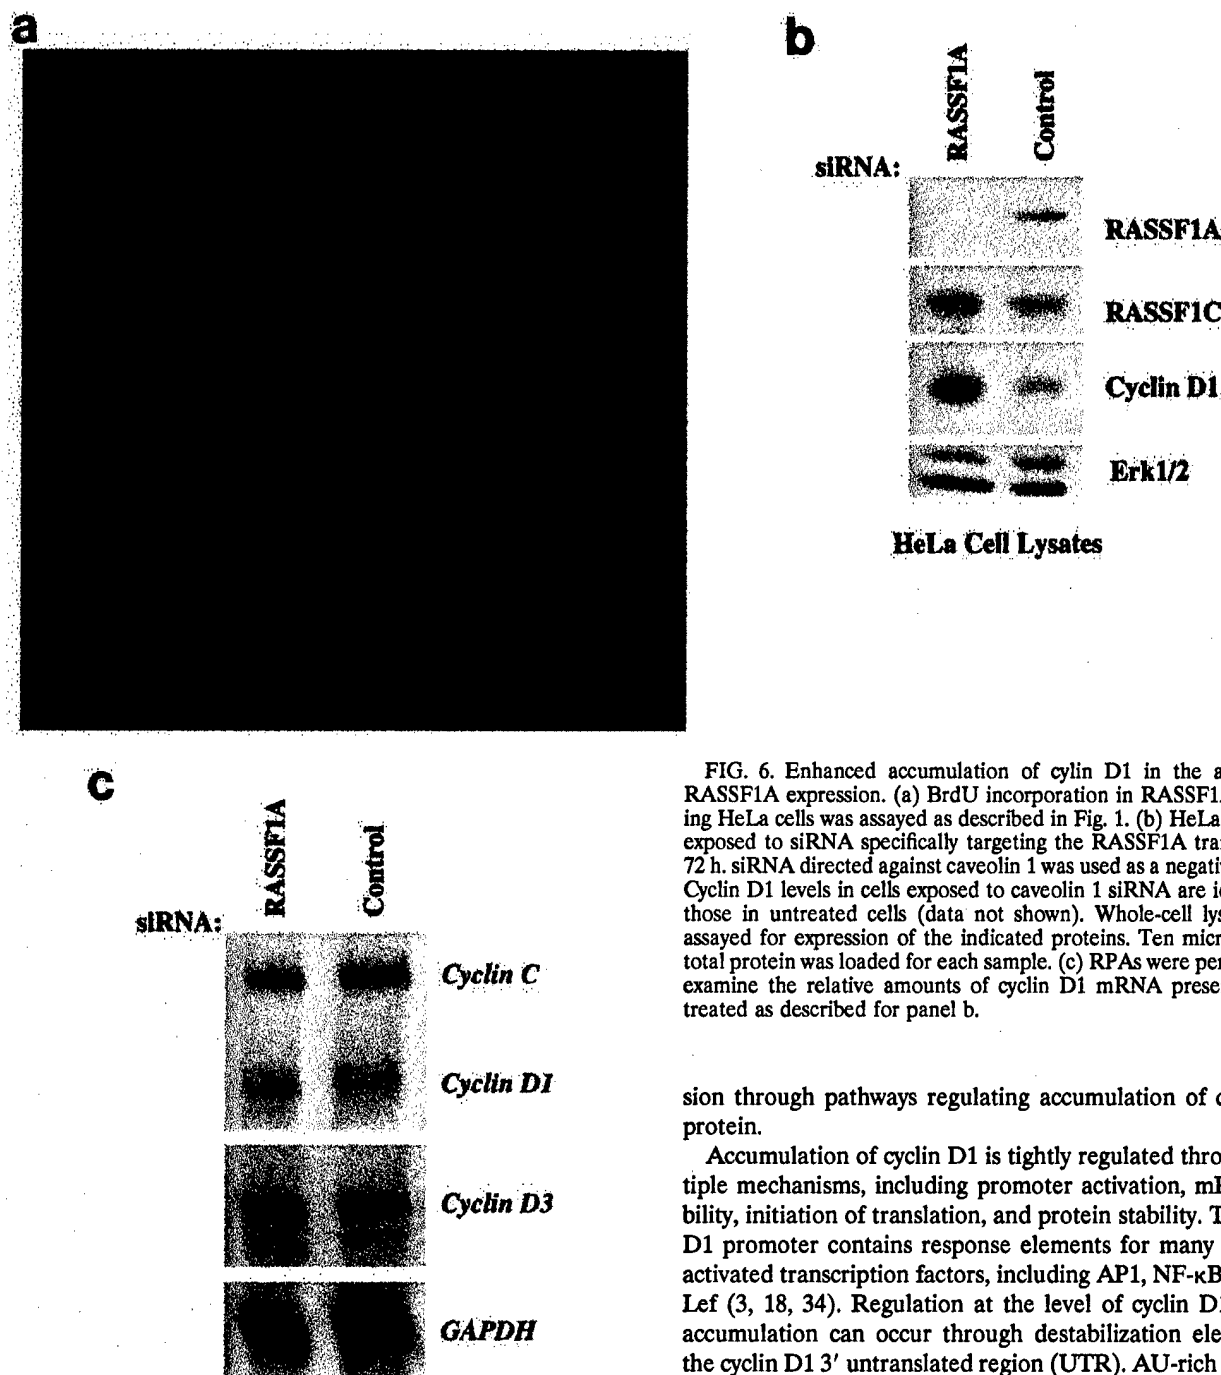 a
b
RASSF1A
Control
siRNA:
RASSF1A
RASSF1C
Cyclin D1
Erk1/2
HeLa Cell Lysates
c
RASSF1A
Control
siRNA:
Cyclin C
Cyclin D1
Cyclin D3
GAPDH
FIG. 6. Enhanced accumulation of cylin D1 in the a
RASSF1A expression. (a) BrdU incorporation in RASSF1
ing HeLa cells was assayed as described in Fig. 1. (b) HeLa
exposed to siRNA specifically targeting the RASSF1A tra
72 h. siRNA directed against caveolin 1 was used as a negativ
Cyclin D1 levels in cells exposed to caveolin 1 siRNA are i
those in untreated cells (data not shown). Whole-cell lys
assayed for expression of the indicated proteins. Ten micr
total protein was loaded for each sample. (c) RPAs were per
examine the relative amounts of cyclin D1 mRNA prese
treated as described for panel b.
sion through pathways regulating accumulation of c
protein.
Accumulation of cyclin D1 is tightly regulated thro
tiple mechanisms, including promoter activation, m
bility, initiation of translation, and protein stability. T
D1 promoter contains response elements for many
activated transcription factors, including AP1, NF-κB
Lef (3, 18, 34). Regulation at the level of cyclin D1
accumulation can occur through destabilization ele
the cyclin D1 3′ untranslated region (UTR). AU-rich